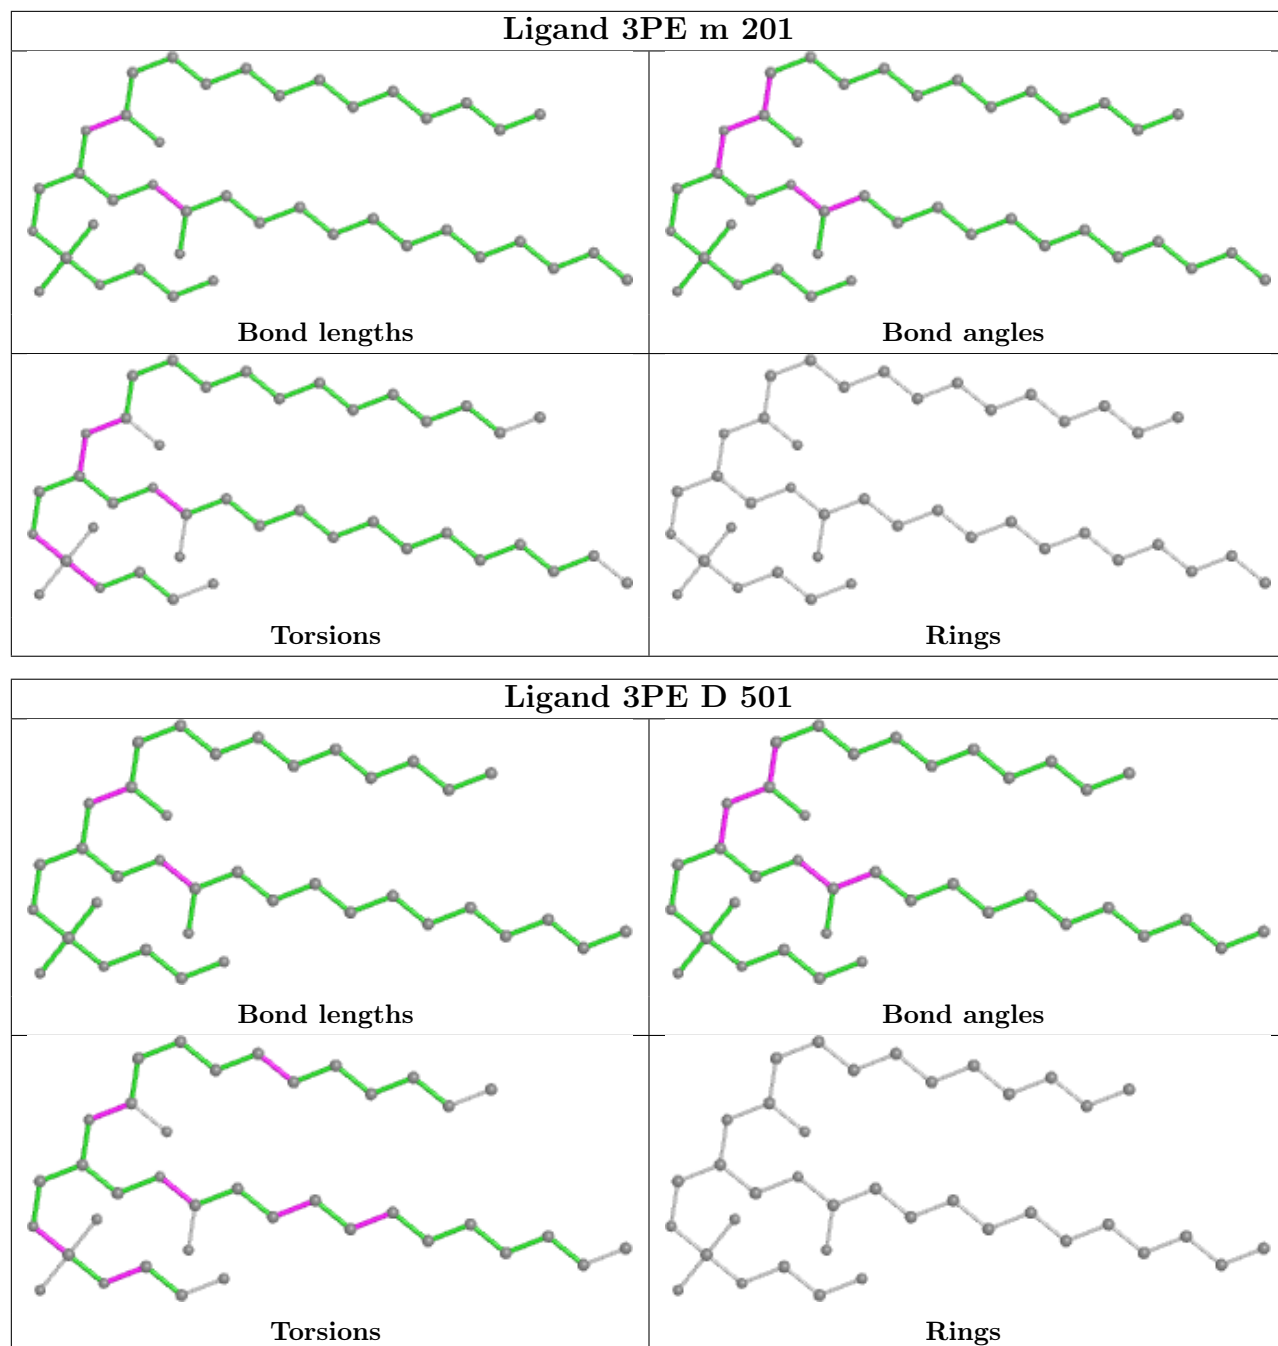 Ligand 3PE m 201
Bond lengths
Bond angles
Torsions
Rings
Ligand 3PE D 501
Bond lengths
Bond angles
Torsions
Rings